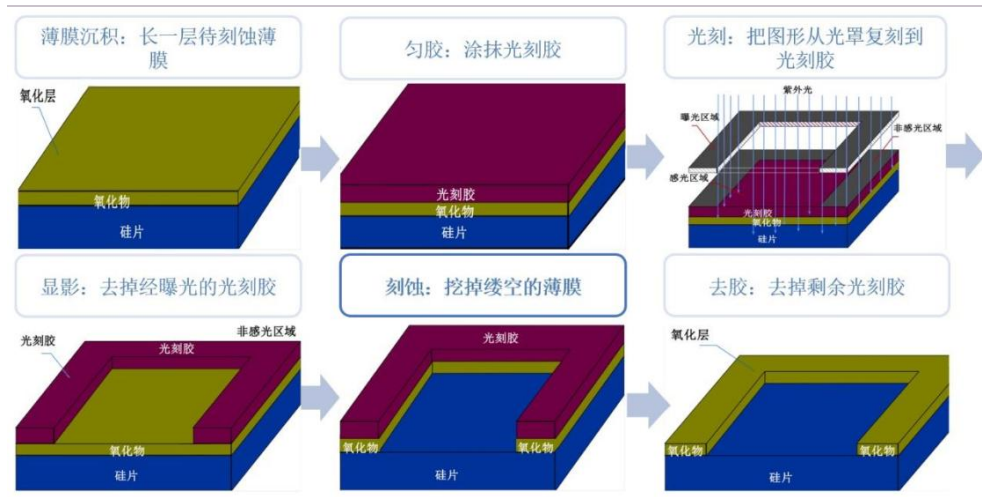 薄膜沉积：长一层待刻蚀薄
膜
氧化层
氧化物
硅片
匀胶：涂抹光刻胶
光刻胶
氧化物
硅片
光刻：把图形从光罩复刻到
光刻胶
紫外光
曝光区域
非感光区域
感光区域
光刻胶
氧化物
硅片
显影：去掉经曝光的光刻胶
非感光区域
光刻胶
光刻胶
氧化物
硅片
刻蚀：挖掉缕空的薄膜
光刻胶
氧化物
氧化物
硅片
去胶：去掉剩余光刻胶
氧化层
氧化物
氧化物
硅片